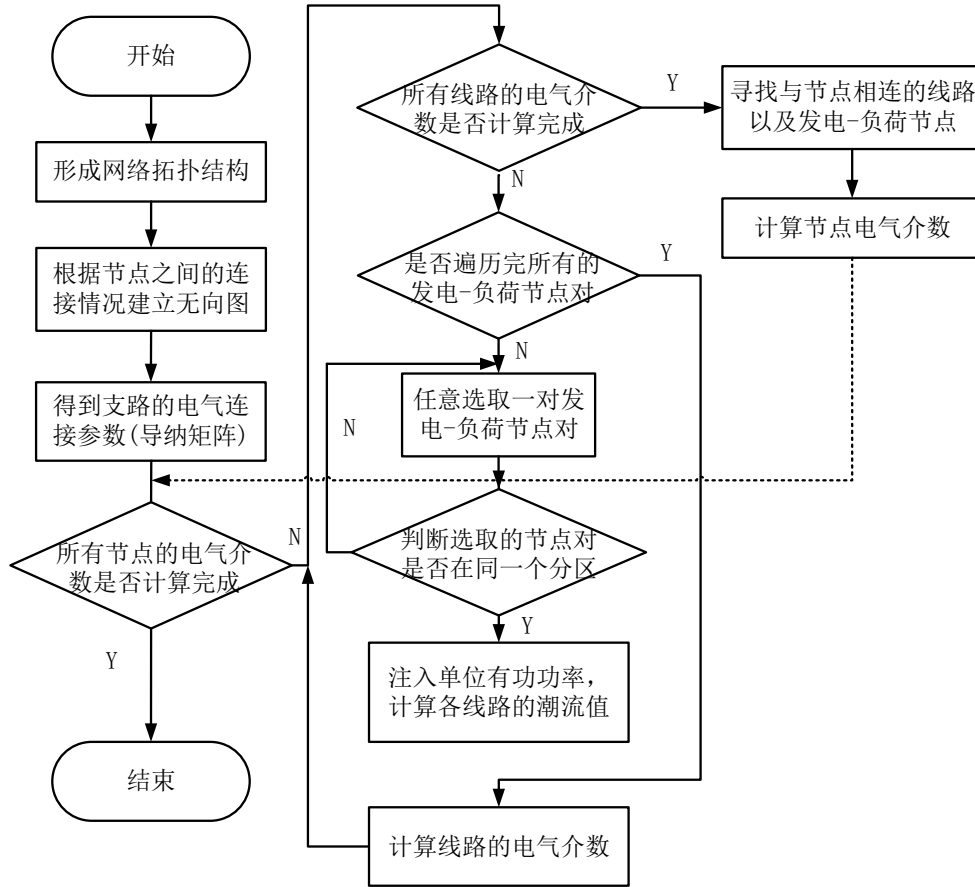 开始
形成网络拓扑结构
根据节点之间的连
接情况建立无向图
得到支路的电气连
接参数(导纳矩阵)
所有节点的电气介
数是否计算完成
N
Y
结束
所有线路的电气介
数是否计算完成
Y
N
寻找与节点相连的线路
以及发电-负荷节点
计算节点电气介数
是否遍历完所有的
发电-负荷节点对
Y
N
任意选取一对发
电-负荷节点对
N
判断选取的节点对
是否在同一个分区
Y
注入单位有功功率，
计算各线路的潮流值
计算线路的电气介数